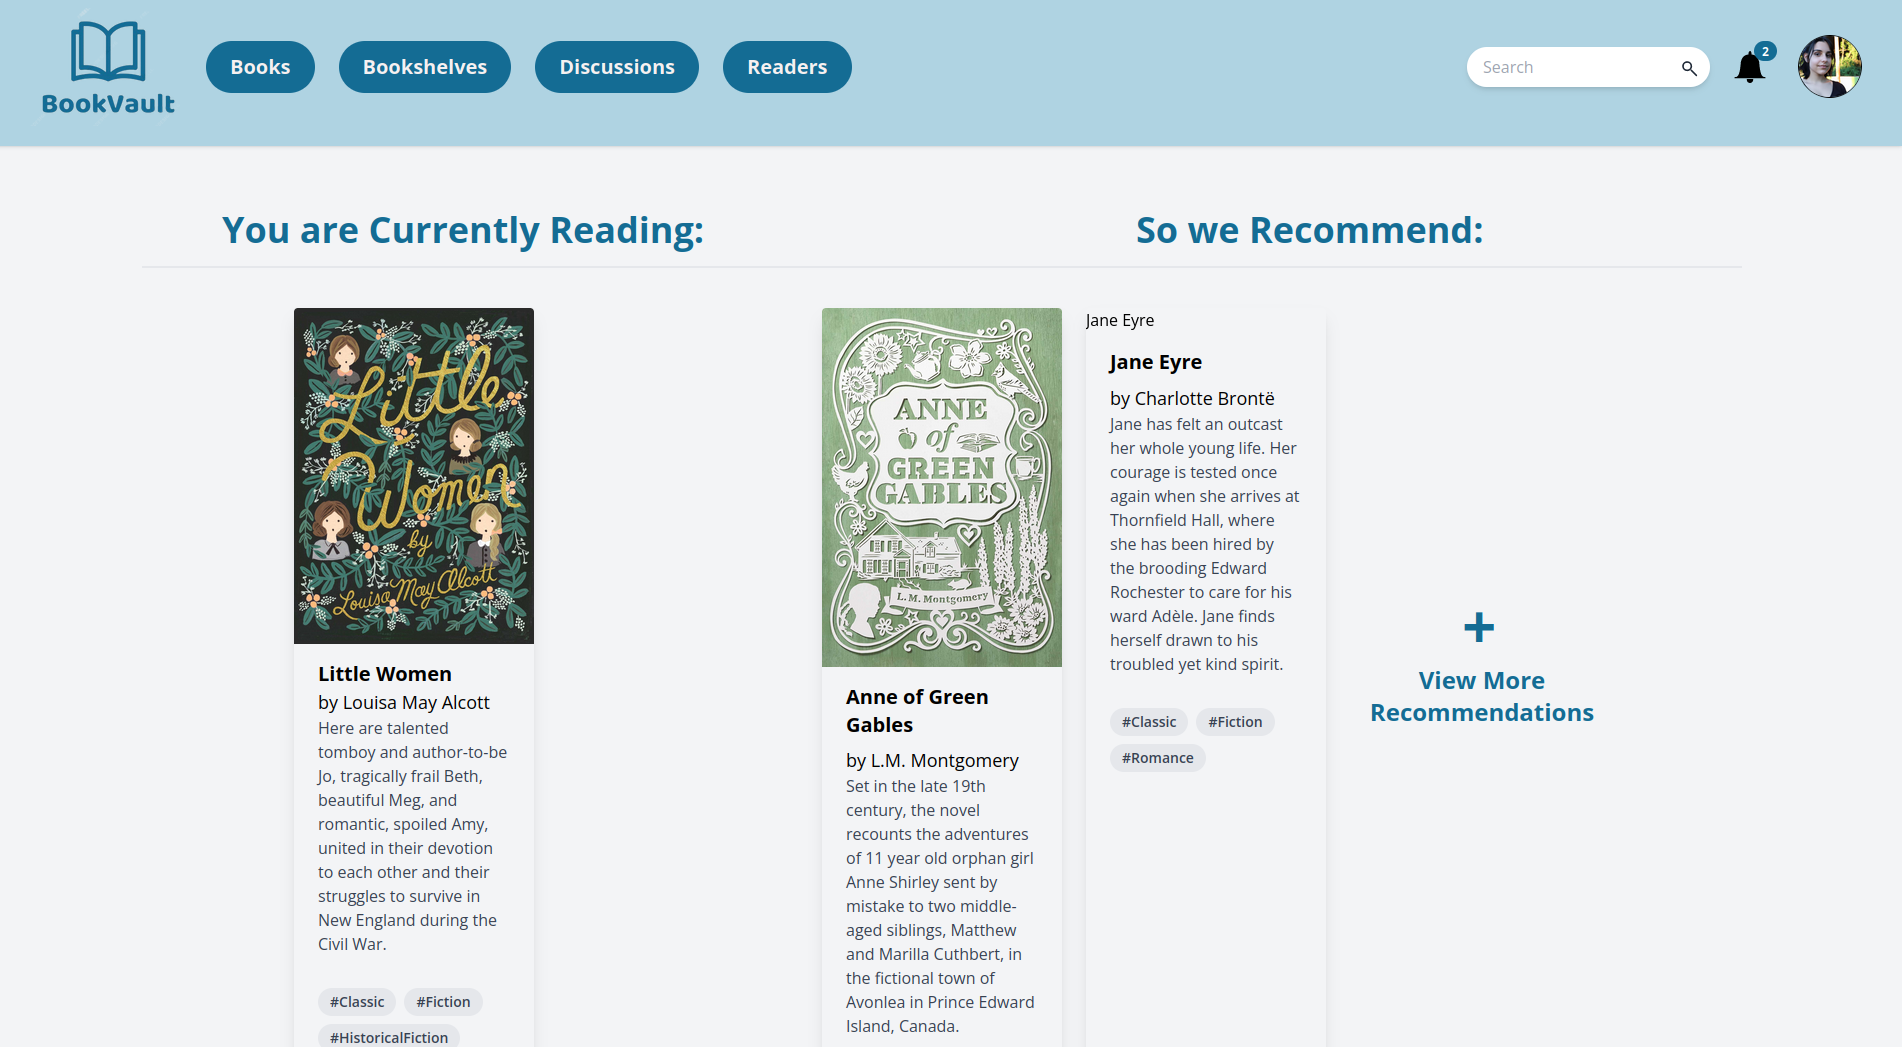 BookVault
Books
Bookshelves
Discussions
Readers
Search
2
You are Currently Reading:
So we Recommend:
Little
Women
by
Louisa May Alcott
Little Women
by Louisa May Alcott
Here are talented
tomboy and author-to-be
Jo, tragically frail Beth,
beautiful Meg, and
romantic, spoiled Amy,
united in their devotion
to each other and their
struggles to survive in
New England during the
Civil War.
#Classic #Fiction
#HistoricalFiction
ANNE
of
GREEN
GABLES
L. M. Montgomery
Anne of Green
Gables
by L.M. Montgomery
Set in the late 19th
century, the novel
recounts the adventures
of 11 year old orphan girl
Anne Shirley sent by
mistake to two middle-
aged siblings, Matthew
and Marilla Cuthbert, in
the fictional town of
Avonlea in Prince Edward
Island, Canada.
Jane Eyre
Jane Eyre
by Charlotte Brontë
Jane has felt an outcast
her whole young life. Her
courage is tested once
again when she arrives at
Thornfield Hall, where
she has been hired by
the brooding Edward
Rochester to care for his
ward Adèle. Jane finds
herself drawn to his
troubled yet kind spirit.
#Classic #Fiction
#Romance
+
View More
Recommendations